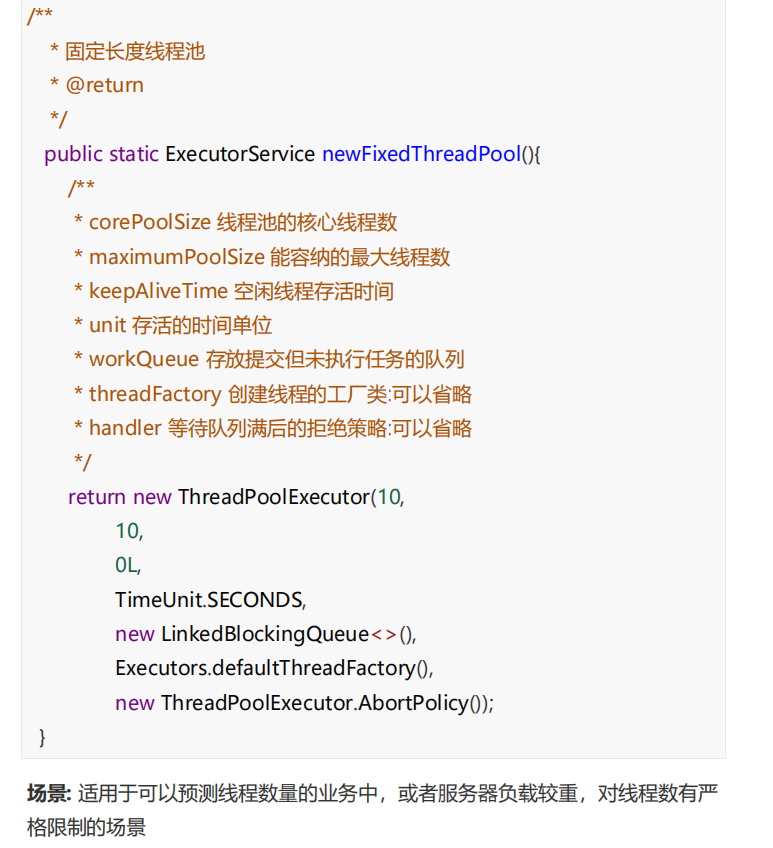 /**
* 固定长度线程池
* @return
*/
public static ExecutorService newFixedThreadPool(){
/**
* corePoolSize 线程池的核心线程数
* maximumPoolSize 能容纳的最大线程数
* keepAliveTime 空闲线程存活时间
* unit 存活的时间单位
* workQueue 存放提交但未执行任务的队列
* threadFactory 创建线程的工厂类:可以省略
* handler 等待队列满后的拒绝策略:可以省略
*/
return new ThreadPoolExecutor(10,
10,
0L,
TimeUnit.SECONDS,
new LinkedBlockingQueue<>(),
Executors.defaultThreadFactory(),
new ThreadPoolExecutor.AbortPolicy());
}
场景: 适用于可以预测线程数量的业务中，或者服务器负载较重，对线程数有严
格限制的场景